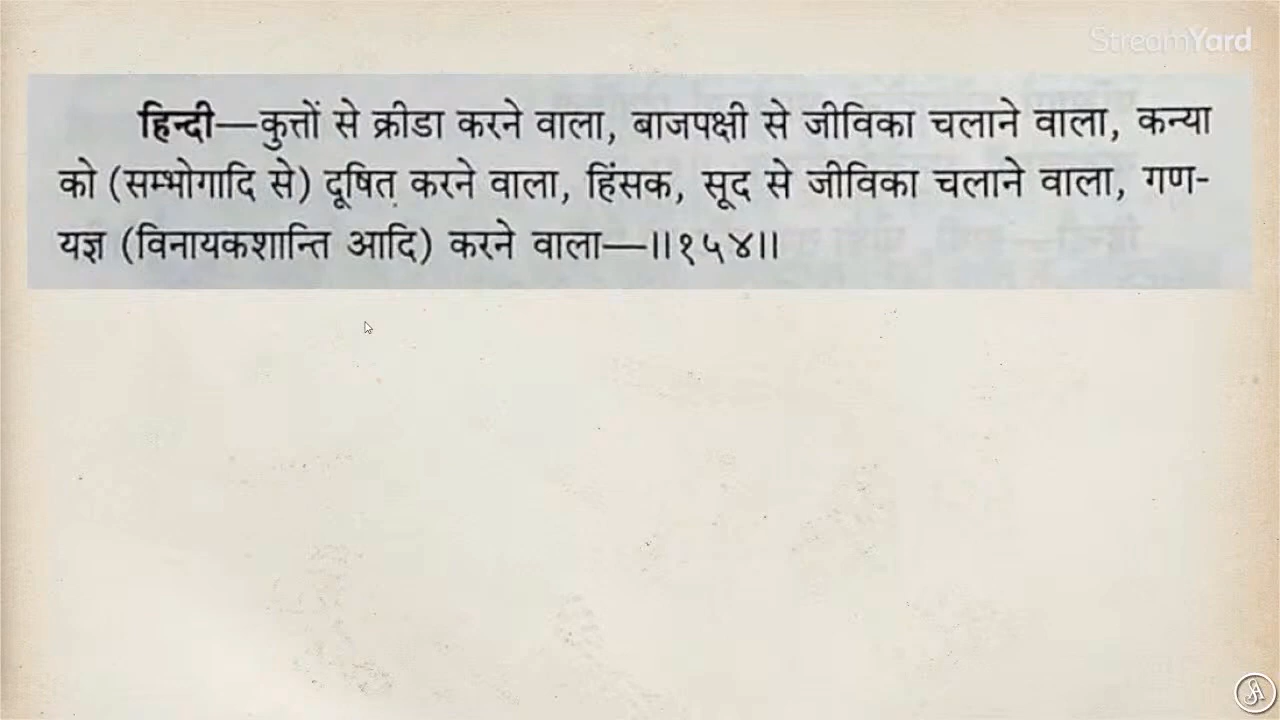 StreamYard
हिन्दी—कुत्तों से क्रीडा करने वाला, बाजपक्षी से जीविका चलाने वाला, कन्या
को (सम्भोगादि से) दूषित करने वाला, हिंसक, सूद से जीविका चलाने वाला, गण-
यज्ञ (विनायकशान्ति आदि) करने वाला—॥१५४॥